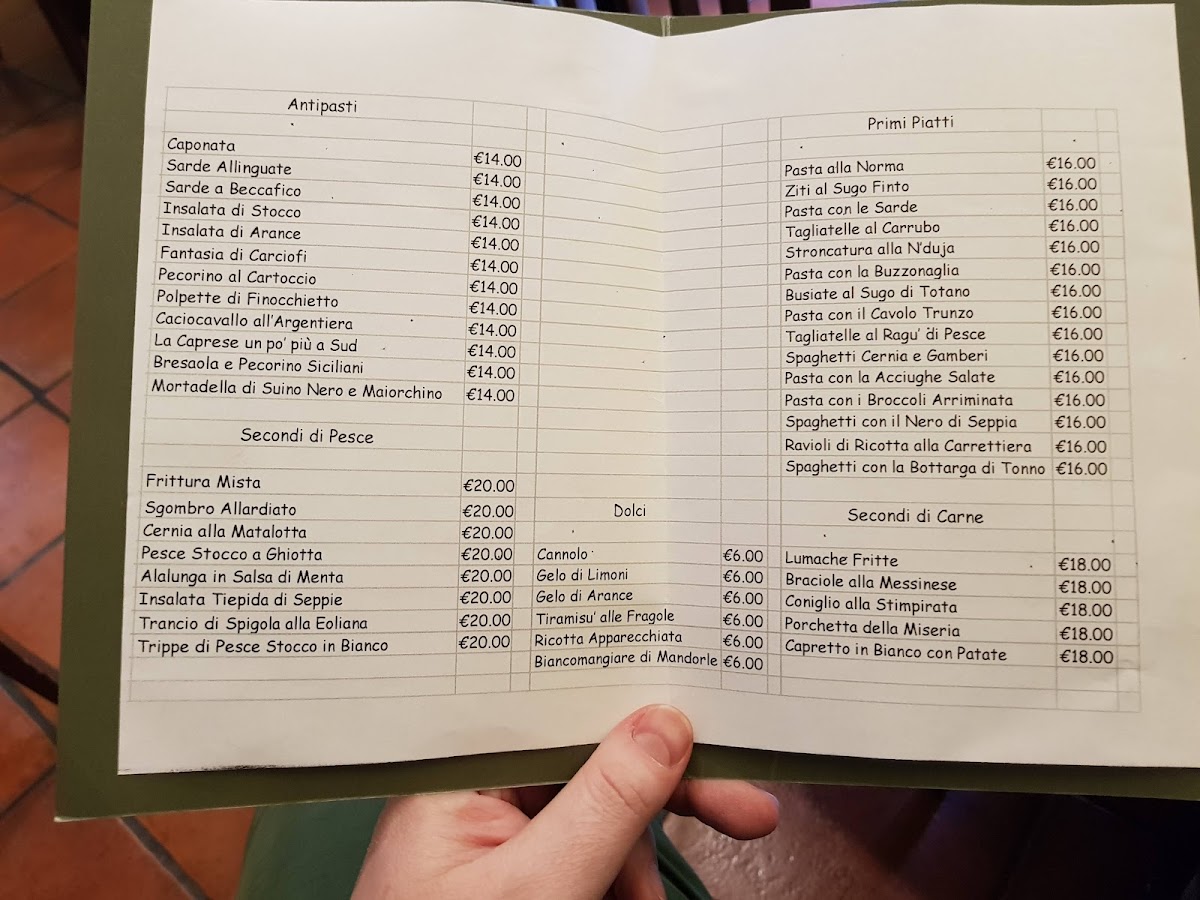 Antipasti
Caponata €14.00
Sarde Allinguate €14.00
Sarde a Beccafico €14.00
Insalata di Stocco €14.00
Insalata di Arance €14.00
Fantasia di Carciofi €14.00
Pecorino al Cartoccio €14.00
Polpette di Finocchietto €14.00
Caciocavallo all'Argentiera €14.00
La Caprese un po' più a Sud €14.00
Bresaola e Pecorino Siciliani €14.00
Mortadella di Suino Nero e Maiorchino €14.00
Secondi di Pesce
Frittura Mista €20.00
Sgombro Allardiato €20.00
Cernia alla Matalotta €20.00
Pesce Stocco a Ghiotta €20.00
Alalunga in Salsa di Menta €20.00
Insalata Tiepida di Seppie €20.00
Trancio di Spigola alla Eoliana €20.00
Trippe di Pesce Stocco in Bianco €20.00
Dolci
Cannolo €6.00
Gelo di Limoni €6.00
Gelo di Arance €6.00
Tiramisu' alle Fragole €6.00
Ricotta Apparecchiata €6.00
Biancomangiare di Mandorle €6.00
Primi Piatti
Pasta alla Norma €16.00
Ziti al Sugo Finto €16.00
Pasta con le Sarde €16.00
Tagliatelle al Carrubo €16.00
Stroncatura alla N'duja €16.00
Pasta con la Buzzonaglia €16.00
Busiate al Sugo di Totano €16.00
Pasta con il Cavolo Trunzo €16.00
Tagliatelle al Ragu' di Pesce €16.00
Spaghetti Cernia e Gamberi €16.00
Pasta con la Acciughe Salate €16.00
Pasta con i Broccoli Arriminata €16.00
Spaghetti con il Nero di Seppia €16.00
Ravioli di Ricotta alla Carrettiera €16.00
Spaghetti con la Bottarga di Tonno €16.00
Secondi di Carne
Lumache Fritte €18.00
Braciole alla Messinese €18.00
Coniglio alla Stimpirata €18.00
Porchetta della Miseria €18.00
Capretto in Bianco con Patate €18.00